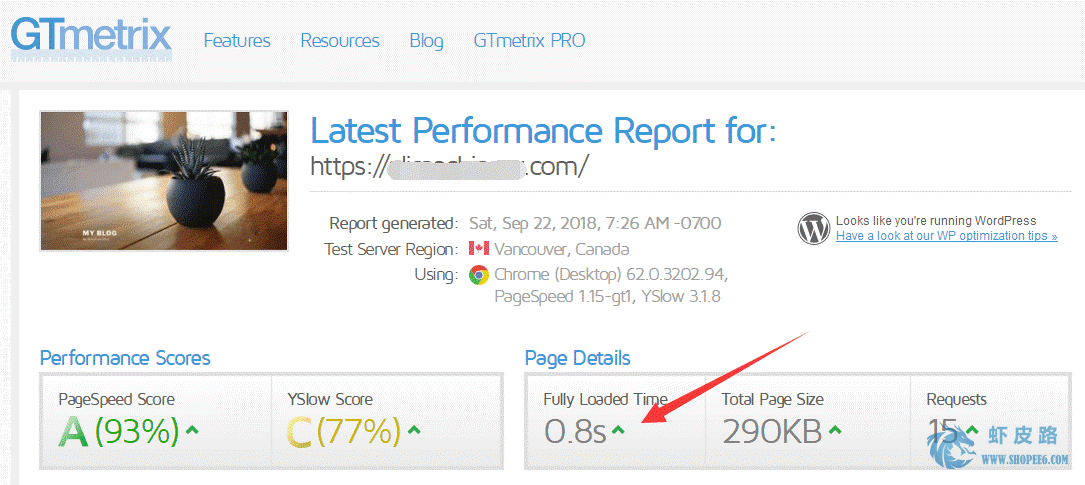 GTmetrix
Features Resources Blog GTmetrix PRO
Latest Performance Report for:
https:// .com/
MY BLOG
Report generated: Sat, Sep 22, 2018, 7:26 AM -0700
Test Server Region: Vancouver, Canada
Using: Chrome (Desktop) 62.0.3202.94,
PageSpeed 1.15-gt1, YSlow 3.1.8
Looks like you're running WordPress
Have a look at our WP optimization tips »
Performance Scores
PageSpeed Score
A (93%)
YSlow Score
C (77%)
Page Details
Fully Loaded Time
0.8s
Total Page Size
290KB
Requests
15
虾皮路
WWW.SHOPEE6.COM